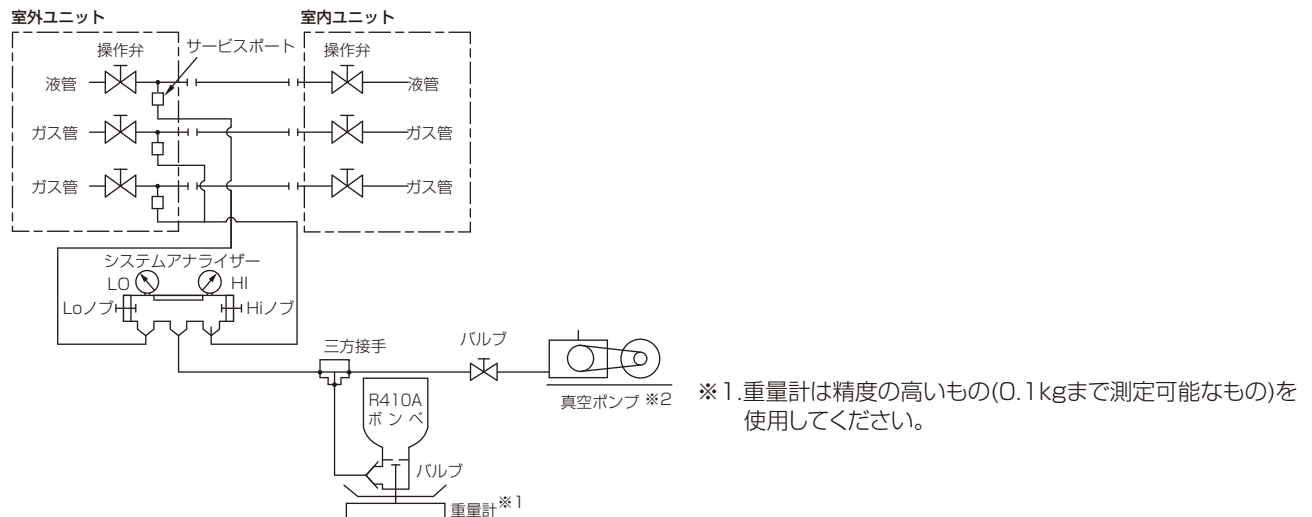 室外ユニット
室内ユニット
操作弁
サービスポート
操作弁
液管
液管
ガス管
ガス管
ガス管
ガス管
システムアナライザー
LO
HI
Loノブ
Hiノブ
三方接手
バルブ
R410A
ボンベ
真空ポンプ ※2
バルブ
重量計※1
※1.重量計は精度の高いもの(0.1kgまで測定可能なもの)を
使用してください。